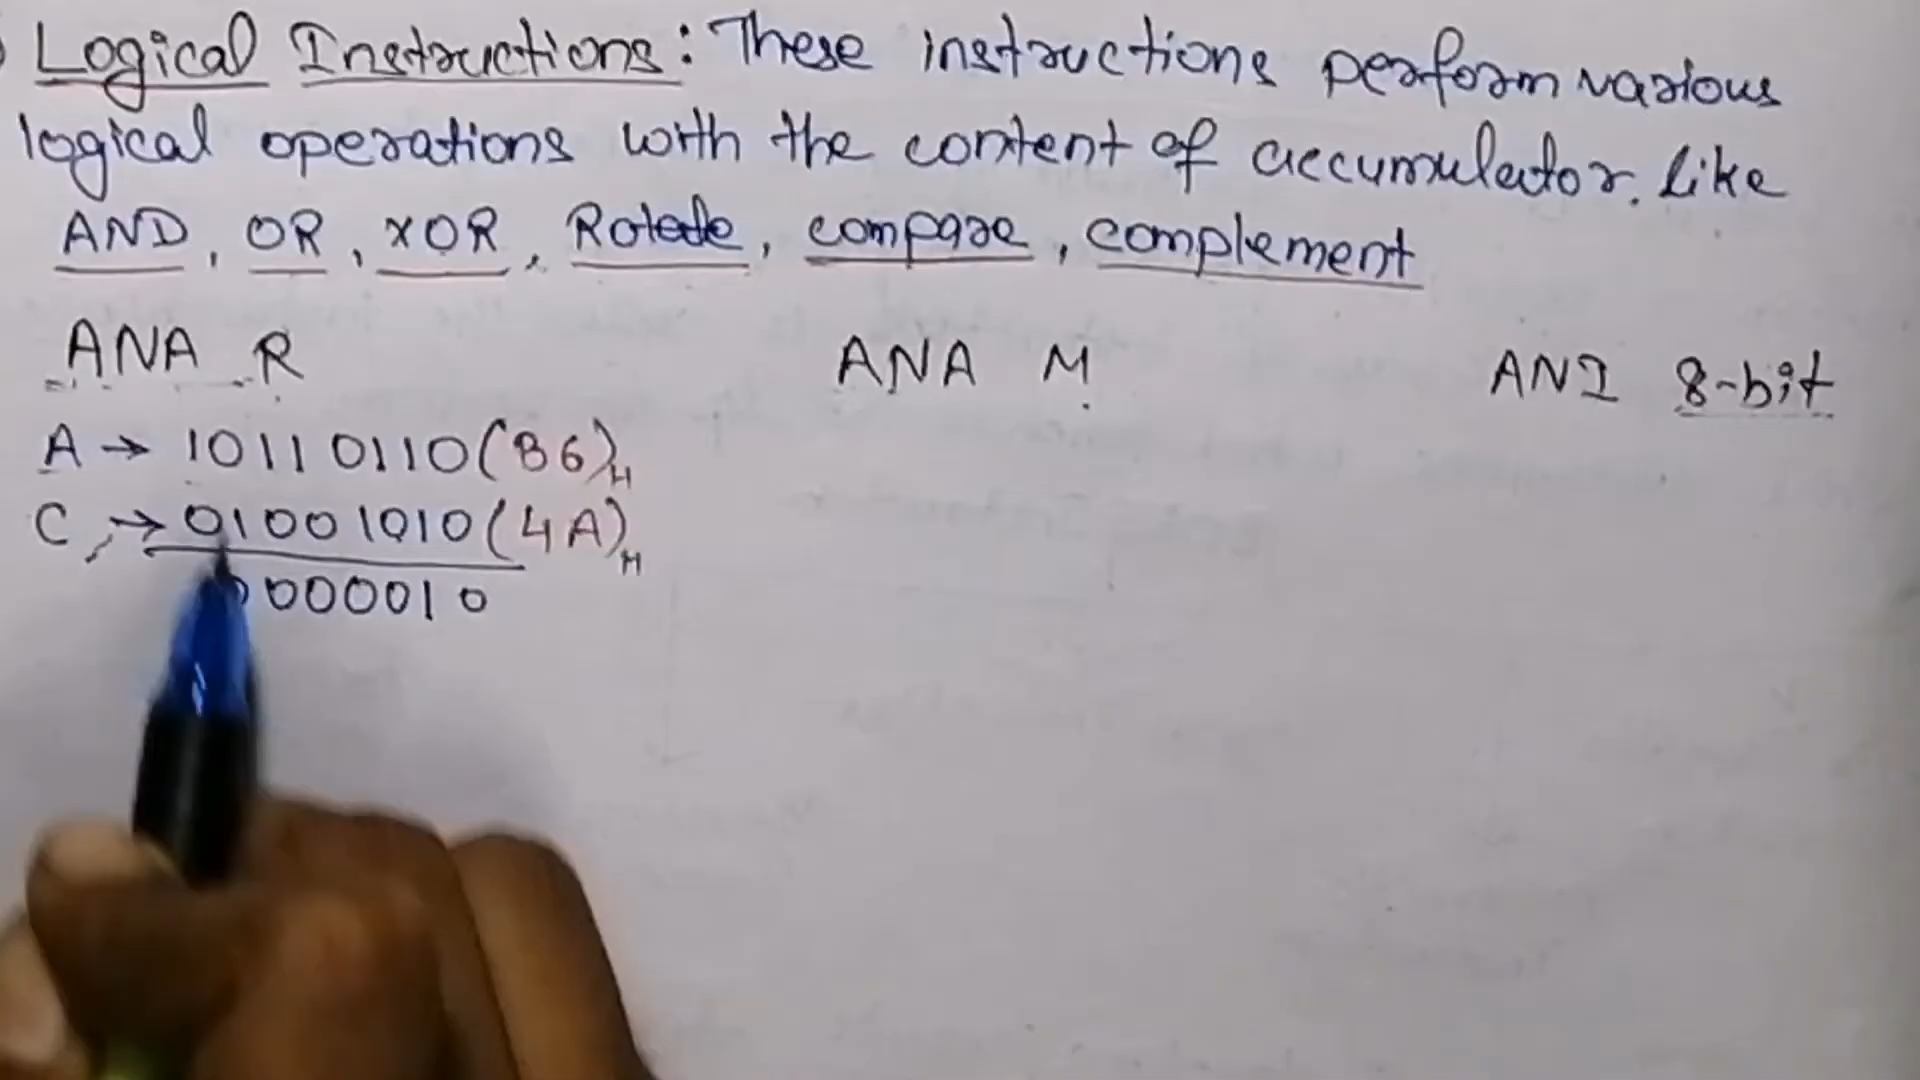 Logical Instructions: These instructions perform various
logical operations with the content of accumulator. like
AND, OR, XOR, Rotate, compare, complement
ANA R ANA M ANI 8-bit
A → 10110110(B6)H
C → 01001010(4A)H
0000010